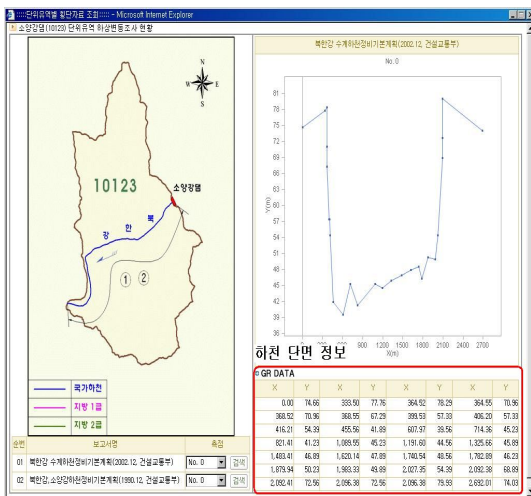 :::::단위유역별 횡단자료 조회::::: - Microsoft Internet Explorer
소양강댐(10123) 단위유역 하상변동조사 현황
N
W
E
S
10123
소양강댐
북
한
강
① ②
국가하천
지방 1급
지방 2급
순번 보고서명 측점
01 북한강 수계하천정비기본계획(2002.12, 건설교통부) No. 0 검색
02 북한강,소양강하천정비기본계획(1990.12, 건설교통부) No. 0 검색
북한강 수계하천정비기본계획(2002.12, 건설교통부)
No. 0
Y(m)
81
78
75
72
69
66
63
60
57
54
51
48
45
42
39
36
900 1200 1500 1800 2100 2400 2700
X(m)
하천 단면 정보
GR DATA
X Y X Y X Y X Y
0.00 74.66 333.50 77.76 364.52 78.29 364.55 70.96
368.52 70.96 368.55 67.29 399.53 57.33 406.20 57.33
416.21 54.39 455.56 41.89 607.97 39.56 714.36 45.23
821.41 41.23 1,089.55 45.23 1,191.60 44.56 1,325.66 45.89
1,483.41 46.89 1,620.14 47.89 1,740.54 48.56 1,782.89 46.23
1,879.94 50.23 1,983.33 49.89 2,027.35 54.39 2,092.38 68.89
2,092.41 72.56 2,096.38 72.56 2,096.38 79.93 2,692.01 74.03